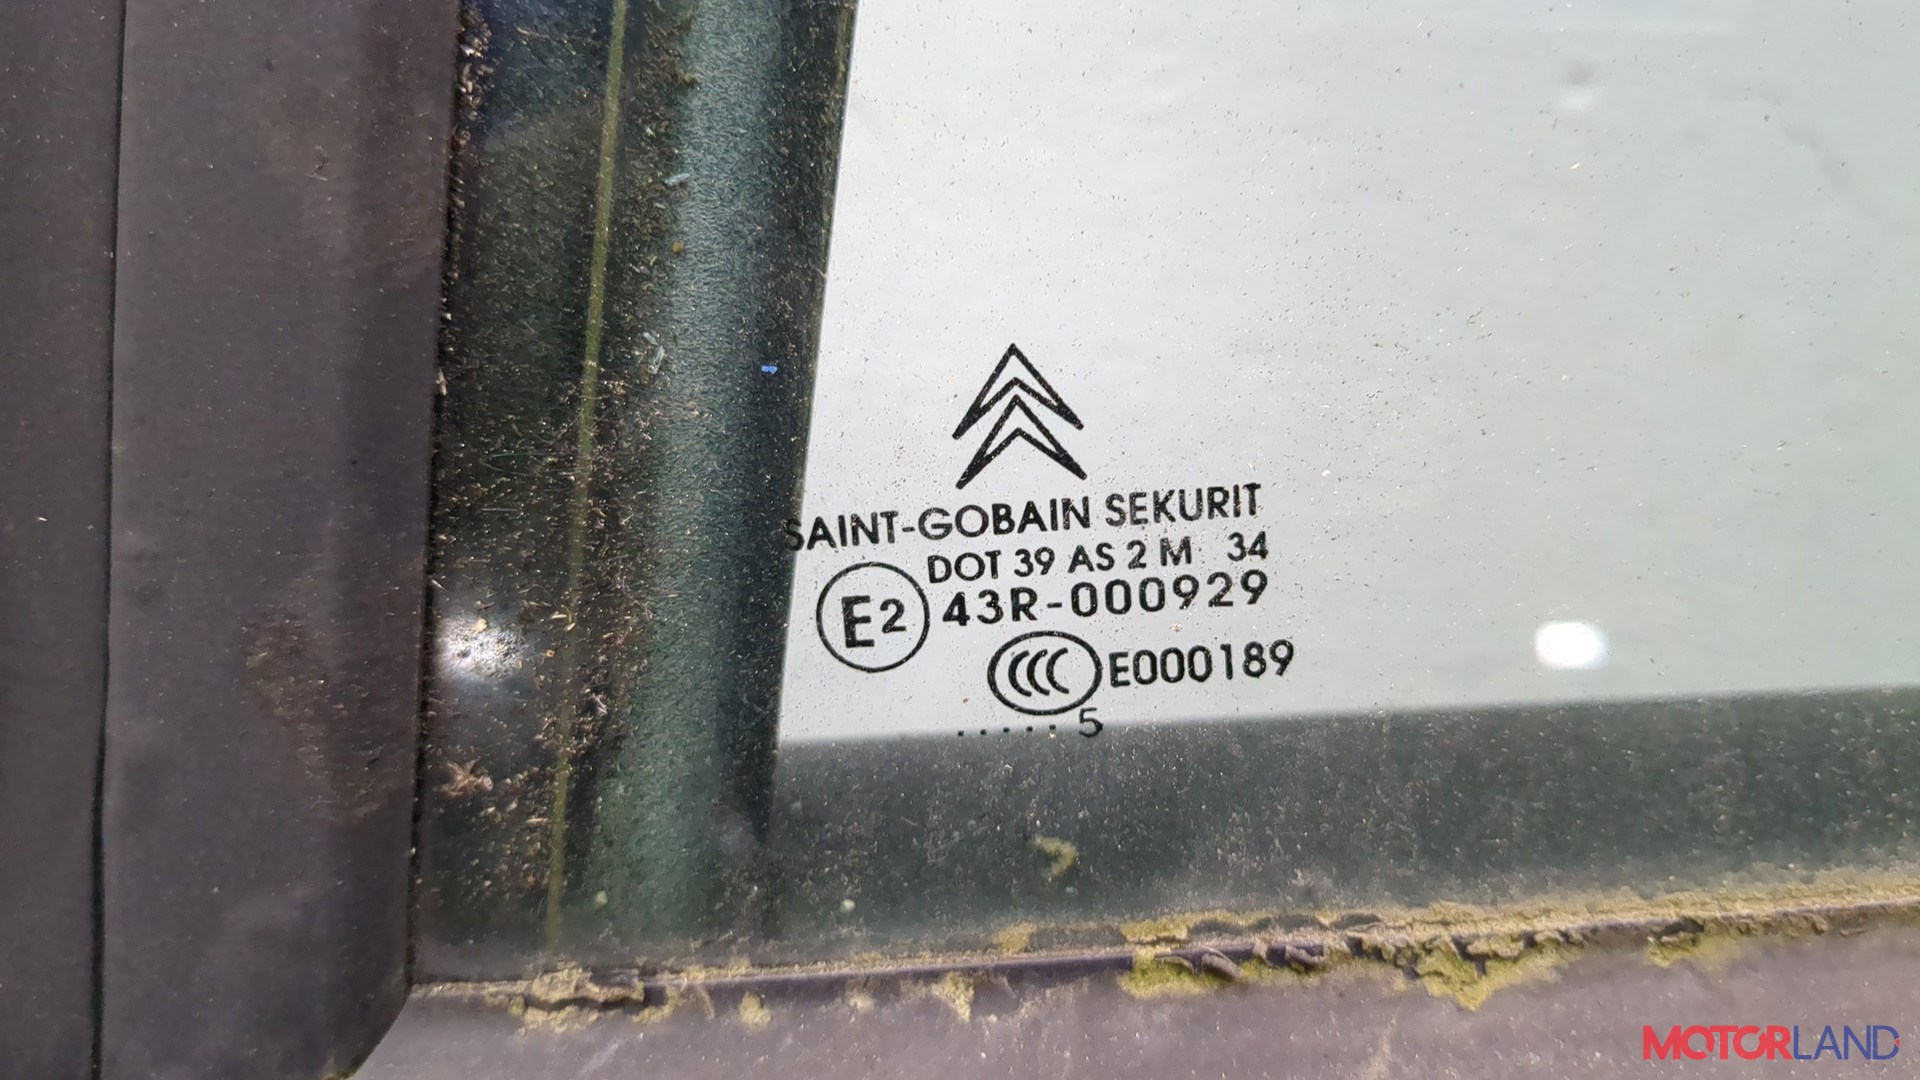 SAINT-GOBAIN SEKURIT
DOT 39 AS 2 M 34
E2 43R-000929
CCC E000189
.....5
MOTORLAND